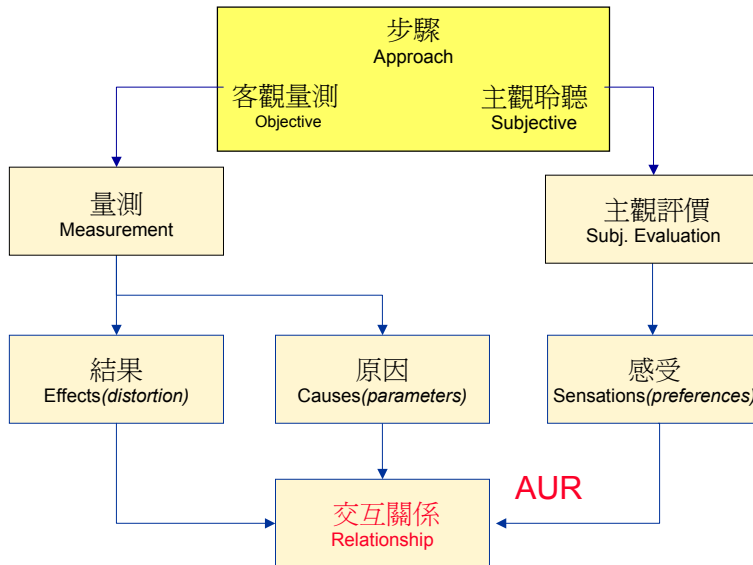 步驟
Approach
客觀量測
Objective
主觀聆聽
Subjective
量測
Measurement
主觀評價
Subj. Evaluation
結果
Effects(distortion)
原因
Causes(parameters)
感受
Sensations(preferences)
AUR
交互關係
Relationship